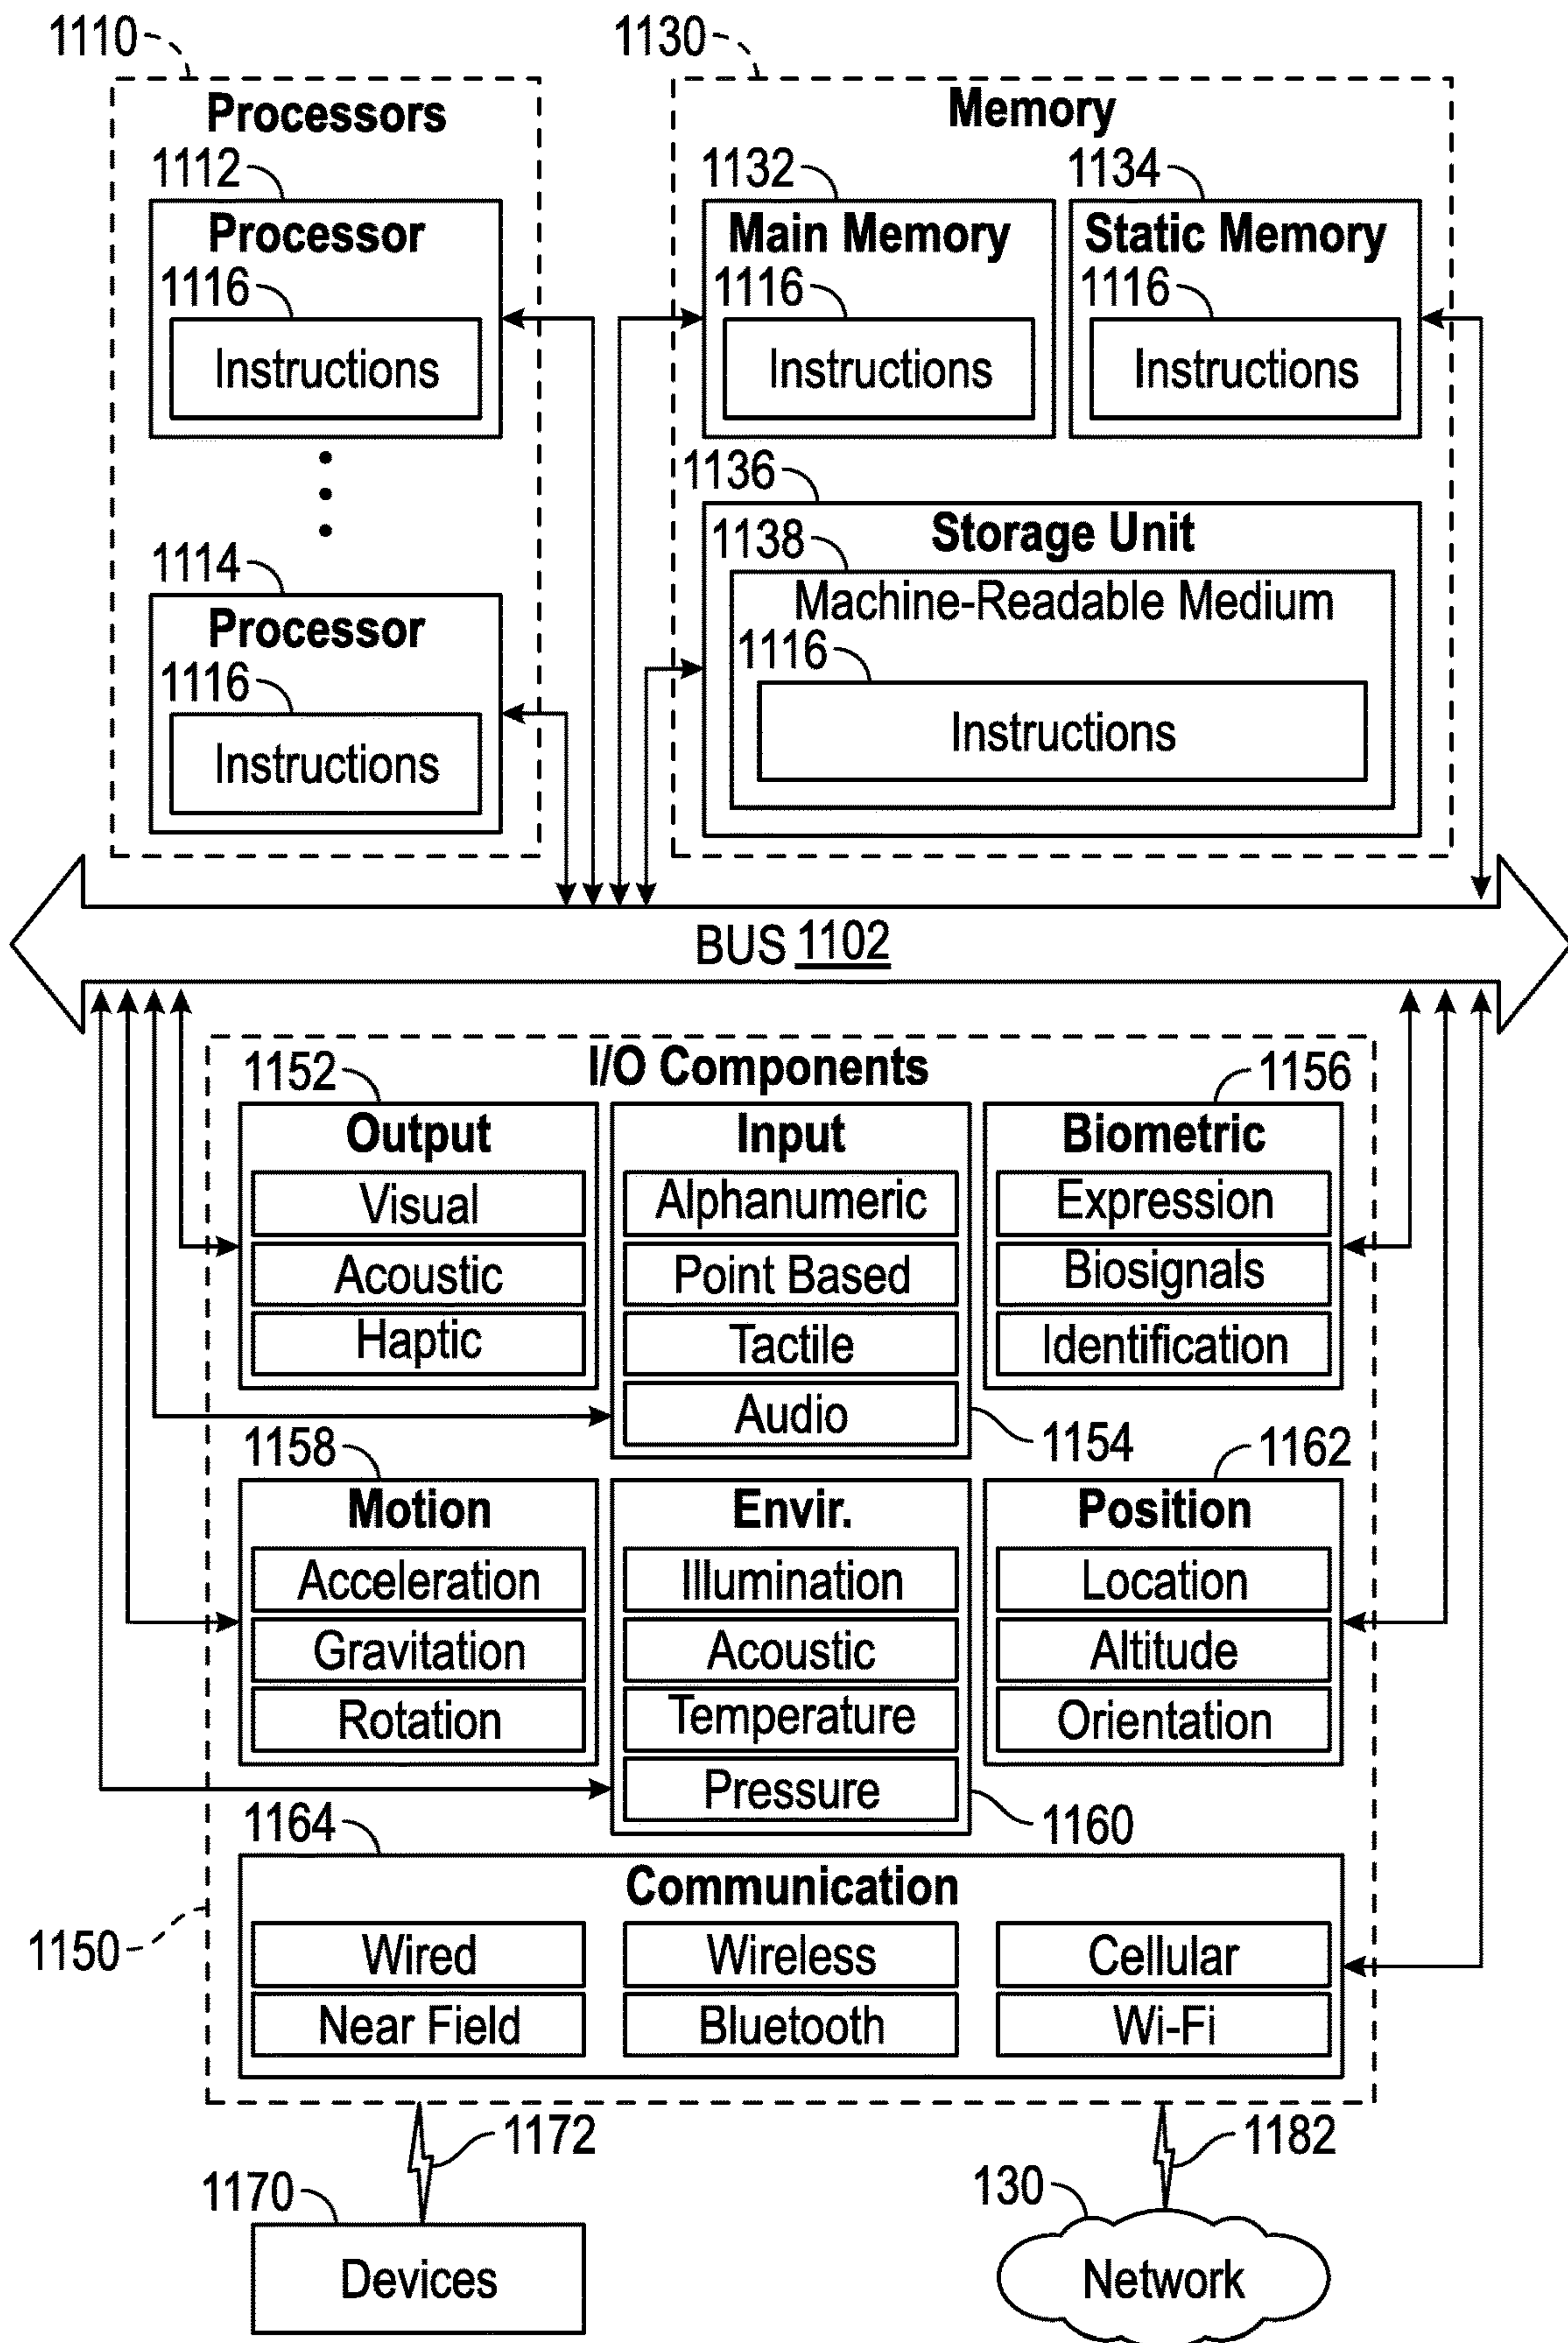 1110
1130
Processors
Memory
1112
1132
1134
Processor
Main Memory
Static Memory
1116
1116
1116
Instructions
Instructions
Instructions
1136
Storage Unit
1138
Machine-Readable Medium
1114
Processor
1116
1116
Instructions
Instructions
BUS 1102
I/O Components
1152
1156
Output
Input
Biometric
Visual
Alphanumeric
Expression
Acoustic
Point Based
Biosignals
Haptic
Tactile
Identification
Audio
1154
1158
1162
Motion
Envir.
Position
Acceleration
Illumination
Location
Gravitation
Acoustic
Altitude
Rotation
Temperature
Orientation
Pressure
1160
1164
Communication
1150
Wired
Wireless
Cellular
Near Field
Bluetooth
Wi-Fi
1172
1182
1170
130
Devices
Network